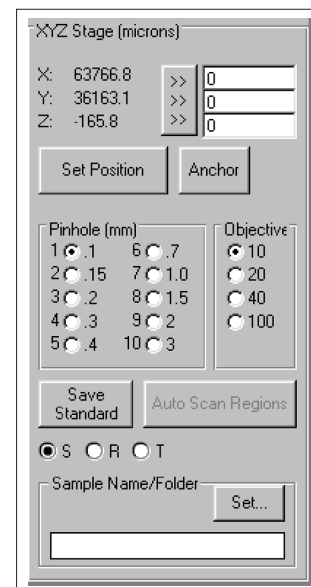 XYZ Stage (microns)
X: 63766.8 >> 0
Y: 36163.1 >> 0
Z: -165.8 >> 0
Set Position Anchor
Pinhole (mm) Objective
1 .1 6 .7 10
2 .15 7 1.0 20
3 .2 8 1.5 40
4 .3 9 2 100
5 .4 10 3
Save Standard Auto Scan Regions
S R T
Sample Name/Folder
Set...